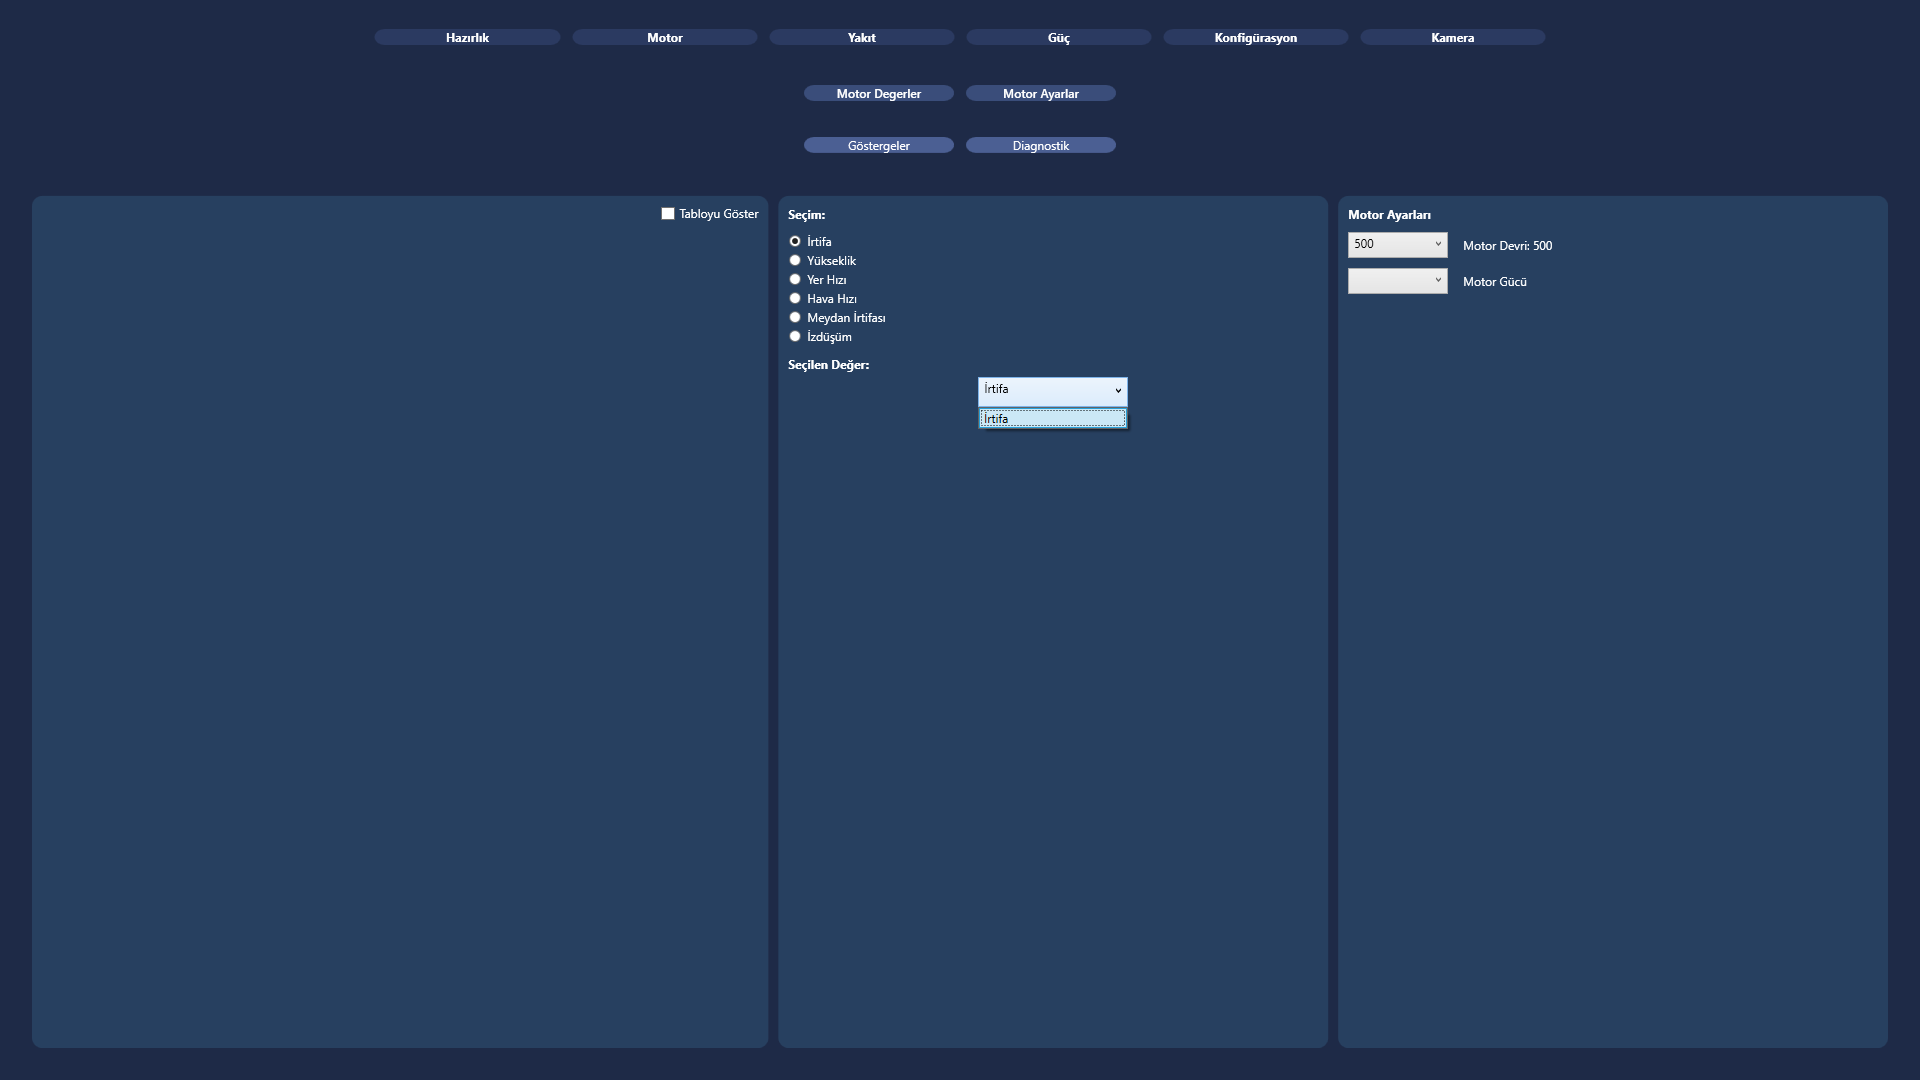 Hazırlık
Motor
Yakıt
Güç
Konfigürasyon
Kamera
Motor Degerler
Motor Ayarlar
Göstergeler
Diagnostik
Tabloyu Göster
Seçim:
İrtifa
Yükseklik
Yer Hızı
Hava Hızı
Meydan İrtifası
İzdüşüm
Seçilen Değer:
İrtifa
İrtifa
Motor Ayarları
500
Motor Devri: 500
Motor Gücü